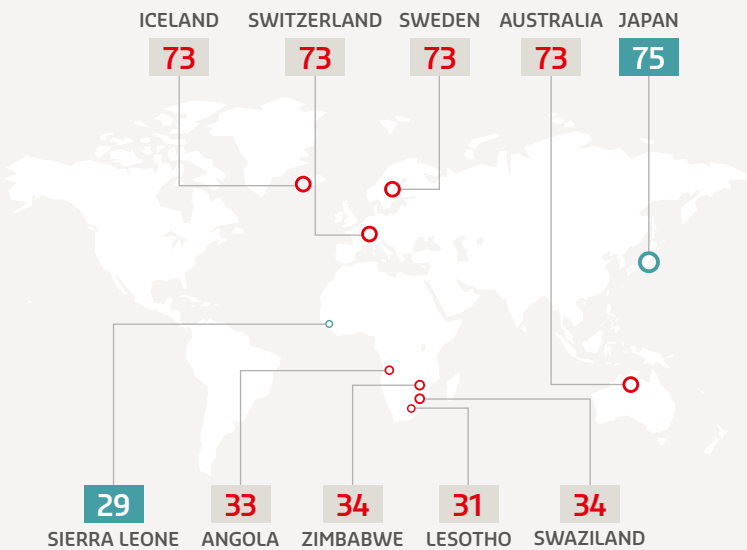 ICELAND SWITZERLAND SWEDEN AUSTRALIA JAPAN
73 73 73 73 75
29 33 34 31 34
SIERRA LEONE ANGOLA ZIMBABWE LESOTHO SWAZILAND